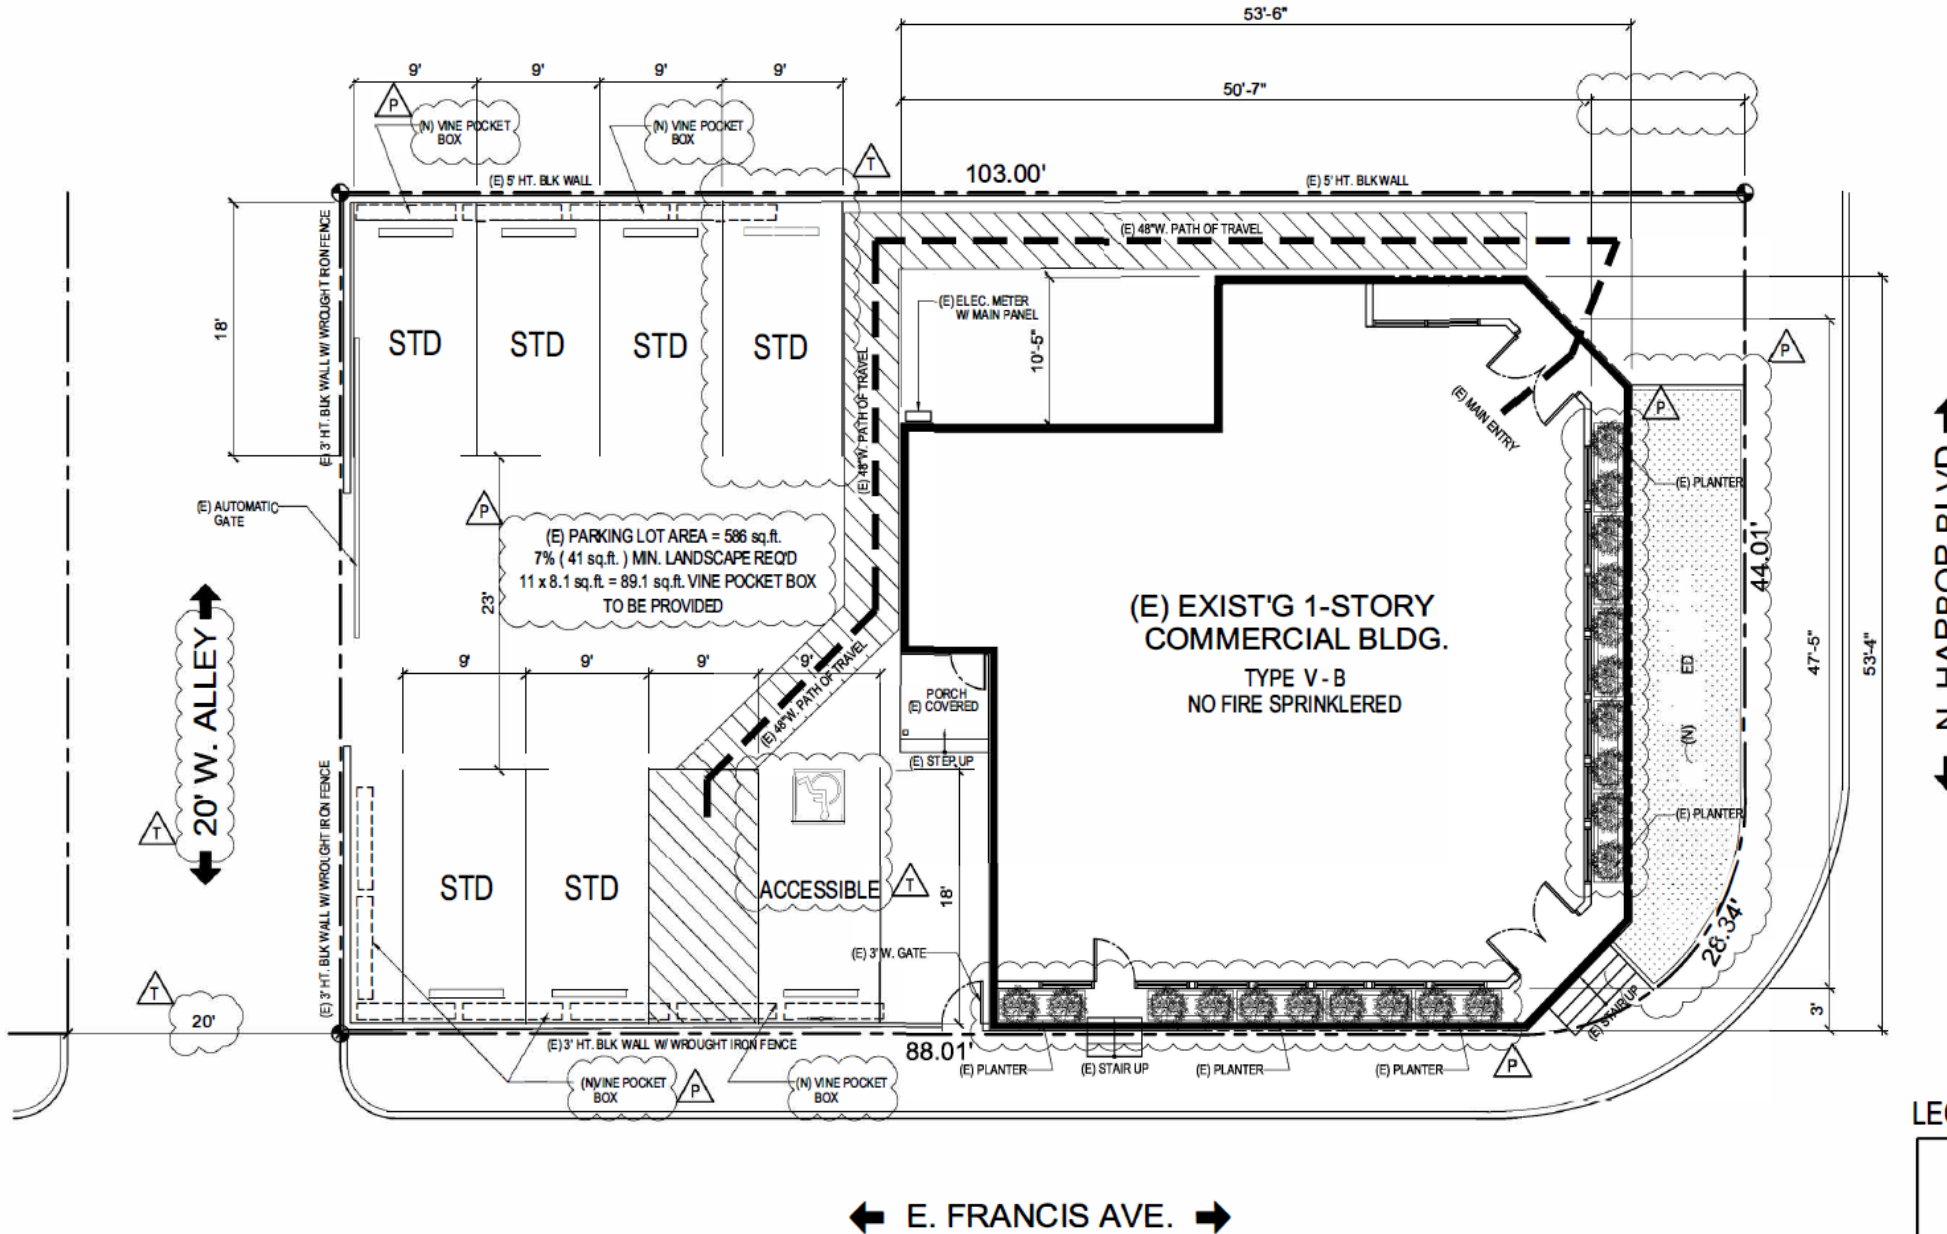 53'-6"
50'-7"
9'
9'
9'
9'
P
(N) VINE POCKET
BOX
(N) VINE POCKET
BOX
T
(E) 5' HT. BLK WALL
103.00'
(E) 5' HT. BLK WALL
(E) 3' HT. BLK WALL W/ WROUGHT IRON FENCE
18'
STD
STD
STD
STD
(E) 48"W. PATH OF TRAVEL
(E) 48"W. PATH OF TRAVEL
(E) ELEC. METER
W/ MAIN PANEL
10'-5"
(E) MAIN ENTRY
P
P
(E) PLANTER
44.01'
(E) AUTOMATIC
GATE
P
(E) PARKING LOT AREA = 586 sq.ft.
7% ( 41 sq.ft. ) MIN. LANDSCAPE REQ'D
11 x 8.1 sq.ft. = 89.1 sq.ft. VINE POCKET BOX
TO BE PROVIDED
23'
20' W. ALLEY
T
9'
9'
9'
9'
(E) 48"W. PATH OF TRAVEL
PORCH
(E) COVERED
(E) STEP UP
(E) EXIST'G 1-STORY
COMMERCIAL BLDG.
TYPE V - B
NO FIRE SPRINKLERED
ED
(N)
47'-5"
53'-4"
N. HARBOR BLVD.
(E) PLANTER
(E) 3' HT. BLK WALL W/ WROUGHT IRON FENCE
STD
STD
ACCESSIBLE
T
18'
(E) 3' W. GATE
28.34'
(E) STAIR UP
3'
T
20'
(E) 3' HT. BLK WALL W/ WROUGHT IRON FENCE
88.01'
(N)VINE POCKET
BOX
P
(N) VINE POCKET
BOX
(E) PLANTER
(E) STAIR UP
(E) PLANTER
(E) PLANTER
P
E. FRANCIS AVE.